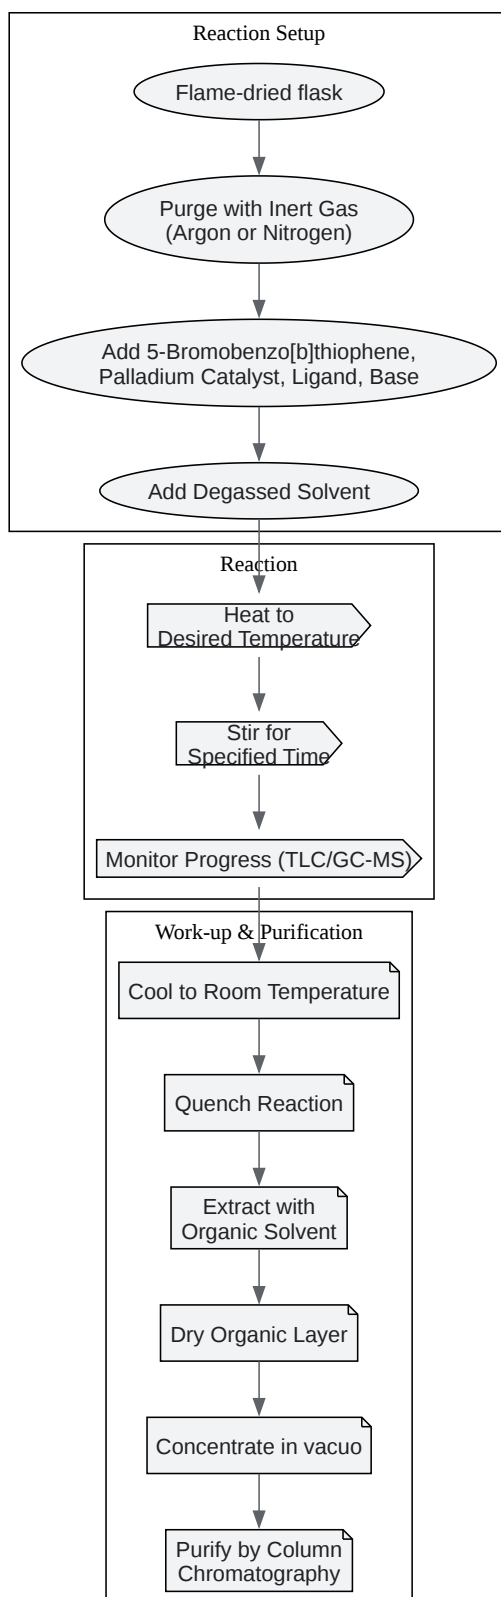 Reaction Setup
Flame-dried flask
Purge with Inert Gas
(Argon or Nitrogen)
Add 5-Bromobenzo[b]thiophene,
Palladium Catalyst, Ligand, Base
Add Degassed Solvent
Reaction
Heat to
Desired Temperature
Stir for
Specified Time
Monitor Progress (TLC/GC-MS)
Work-up & Purification
Cool to Room Temperature
Quench Reaction
Extract with
Organic Solvent
Dry Organic Layer
Concentrate in vacuo
Purify by Column
Chromatography